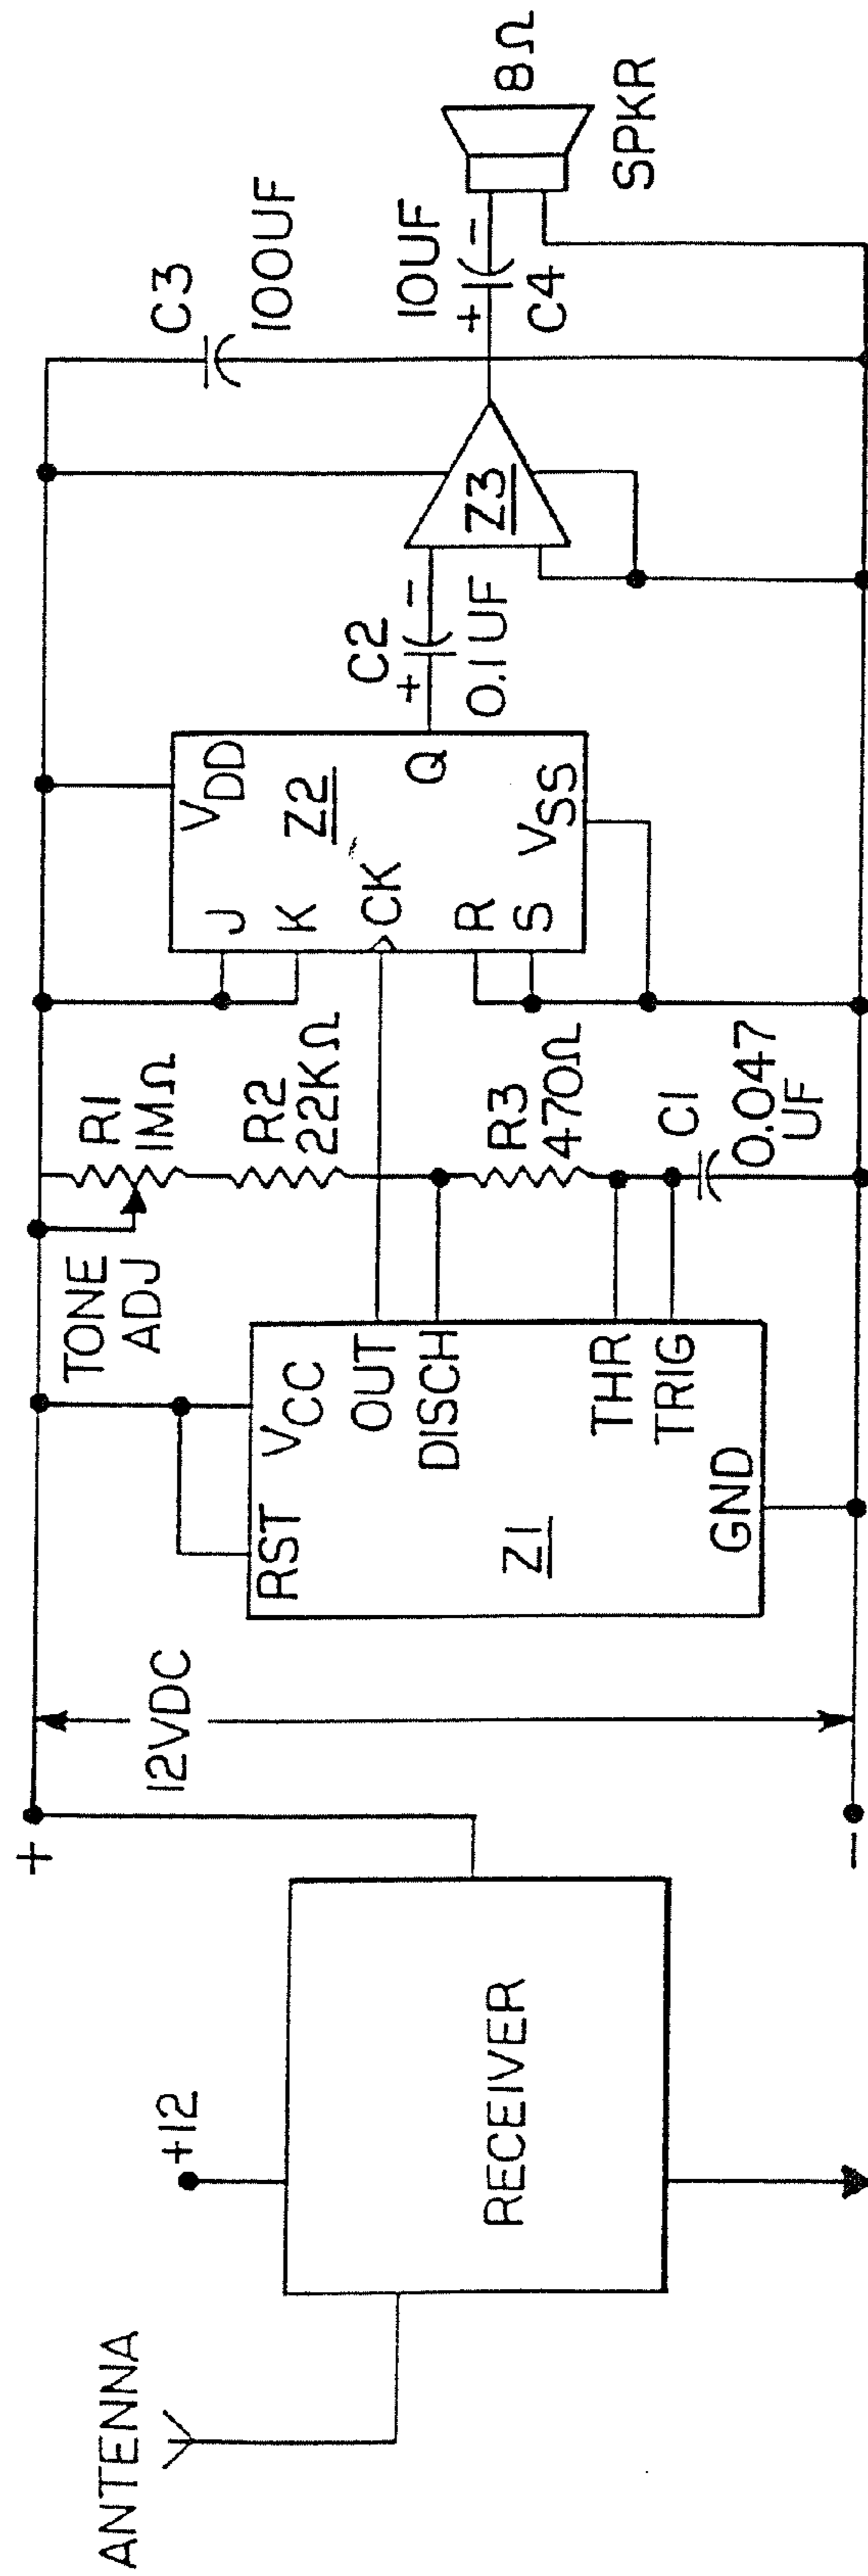 ANTENNA
+12
RECEIVER
+
12VDC
-
RST
VCC
Z1
OUT
DISCH
THR
TRIG
GND
TONE
ADJ
R1
1MΩ
R2
22KΩ
R3
470Ω
C1
0.047
UF
J
K
CK
R
S
VDD
Z2
Q
VSS
C2
+ -
0.1UF
Z3
C3
100UF
10UF
+ -
C4
8Ω
SPKR